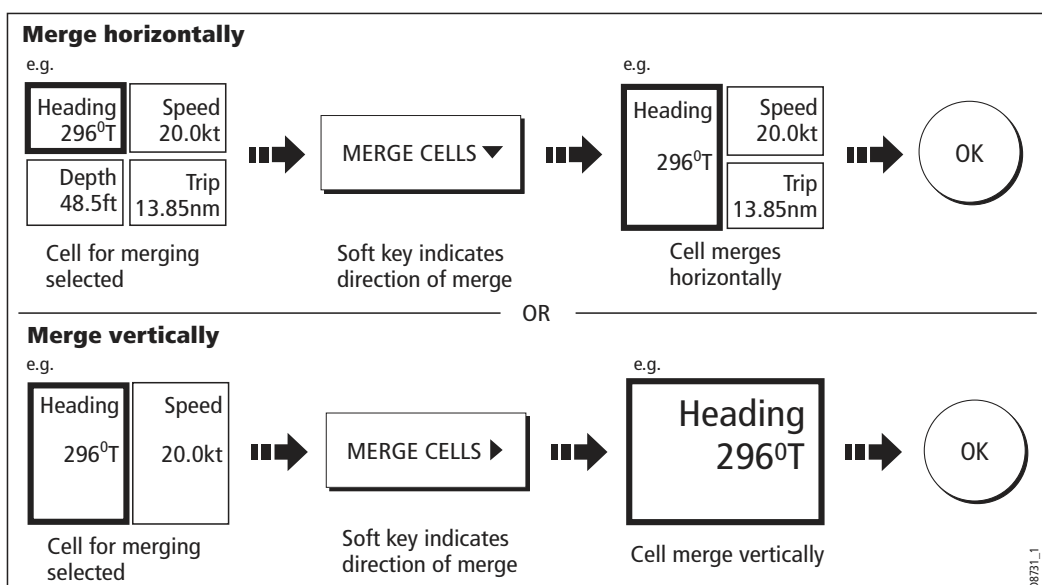 Merge horizontally
e.g.
Heading
296⁰T
Speed
20.0kt
Depth
48.5ft
Trip
13.85nm
Cell for merging
selected
MERGE CELLS ▼
Soft key indicates
direction of merge
e.g.
Heading
296⁰T
Speed
20.0kt
Trip
13.85nm
Cell merges
horizontally
OK
OR
Merge vertically
e.g.
Heading
296⁰T
Speed
20.0kt
Cell for merging
selected
MERGE CELLS ▶
Soft key indicates
direction of merge
e.g.
Heading
296⁰T
Cell merge vertically
OK